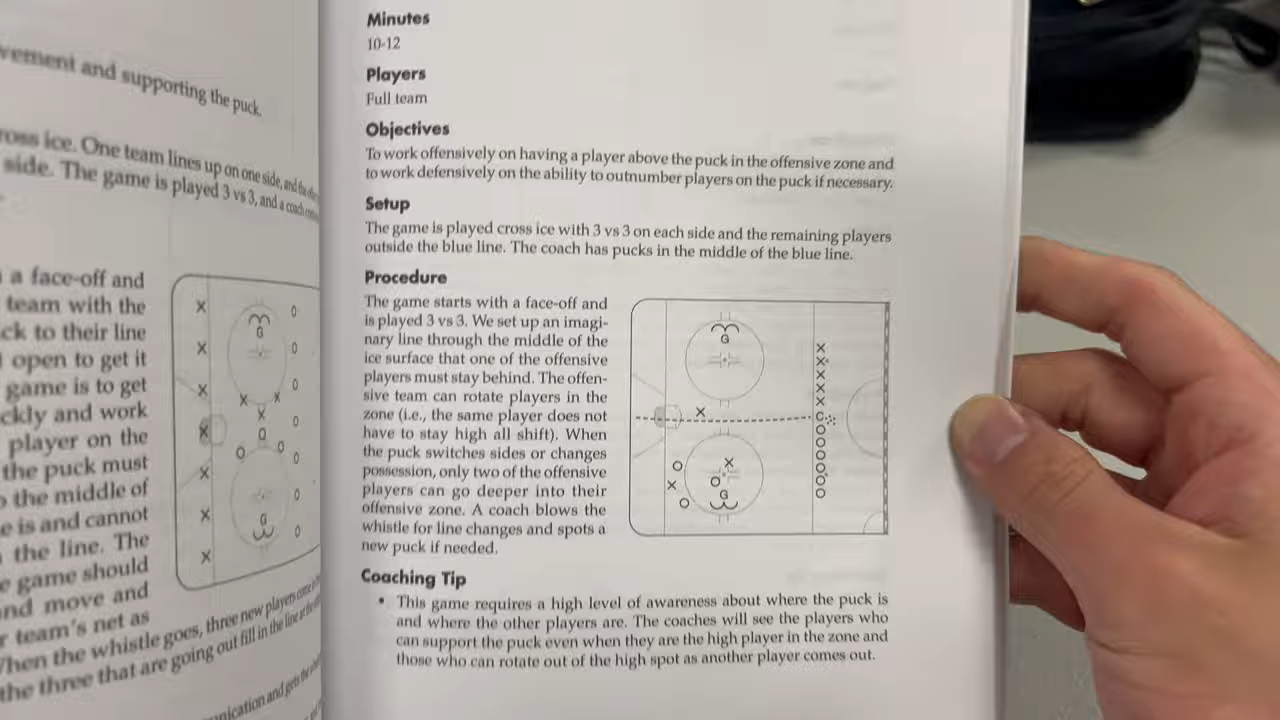 vement and supporting the puck.
ross ice. One team lines up on one side, and the
side. The game is played 3 vs 3, and a coach
a face-off and
team with the
ck to their line
open to get it
game is to get
ckly and work
player on the
the puck must
the middle of
e is and cannot
the line. The
e game should
nd move and
r team's net as
When the whistle goes, three new players come
the three that are going out fill in the line at the
unication and gets the
X
X
X
X
X
X
X
O
O
O
O
O
O
O
G
X
X
X
O
O
O
G
Minutes
10-12
Players
Full team
Objectives
To work offensively on having a player above the puck in the offensive zone and
to work defensively on the ability to outnumber players on the puck if necessary.
Setup
The game is played cross ice with 3 vs 3 on each side and the remaining players
outside the blue line. The coach has pucks in the middle of the blue line.
Procedure
The game starts with a face-off and
is played 3 vs 3. We set up an imagi-
nary line through the middle of the
ice surface that one of the offensive
players must stay behind. The offen-
sive team can rotate players in the
zone (i.e., the same player does not
have to stay high all shift). When
the puck switches sides or changes
possession, only two of the offensive
players can go deeper into their
offensive zone. A coach blows the
whistle for line changes and spots a
new puck if needed.
G
X
X
X
X
X
X
C
O
O
O
O
O
O
O X
X O
O
G
Coaching Tip
• This game requires a high level of awareness about where the puck is
and where the other players are. The coaches will see the players who
can support the puck even when they are the high player in the zone and
those who can rotate out of the high spot as another player comes out.